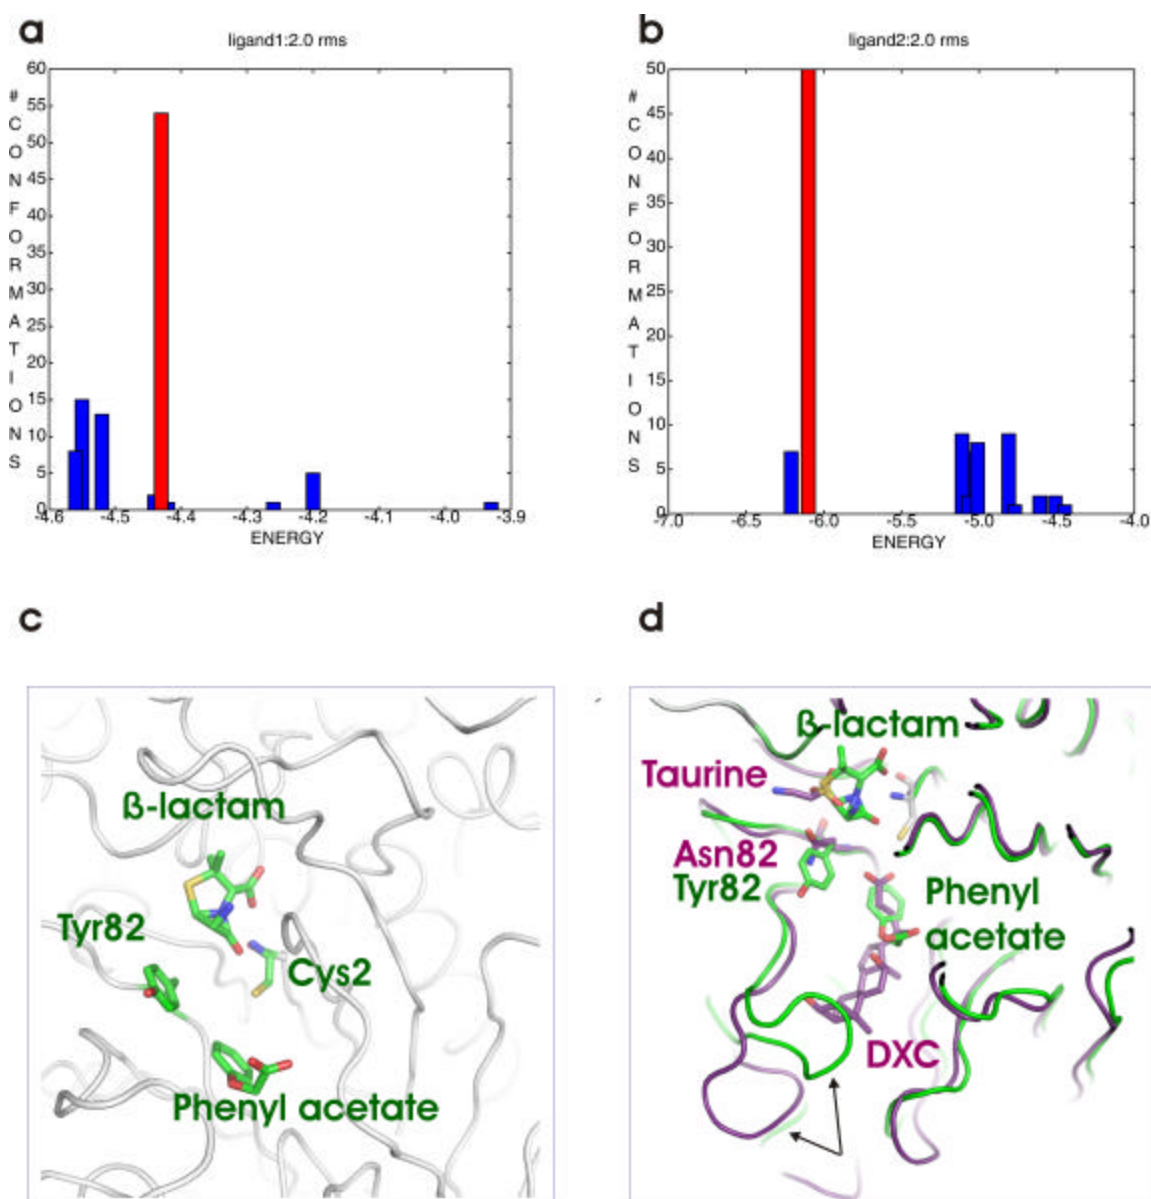 a
ligand1:2.0 rms
60
55
50
45
40
35
30
25
20
15
10
5
0
# CONFORMATIONS
-4.6 -4.5 -4.4 -4.3 -4.2 -4.1 -4.0 -3.9
ENERGY
b
ligand2:2.0 rms
50
45
40
35
30
25
20
15
10
5
0
# CONFORMATIONS
-7.0 -6.5 -6.0 -5.5 -5.0 -4.5 -4.0
ENERGY
c
ß-lactam
Tyr82
Cys2
Phenyl acetate
d
ß-lactam
Taurine
Asn82
Tyr82
Phenyl
acetate
DXC